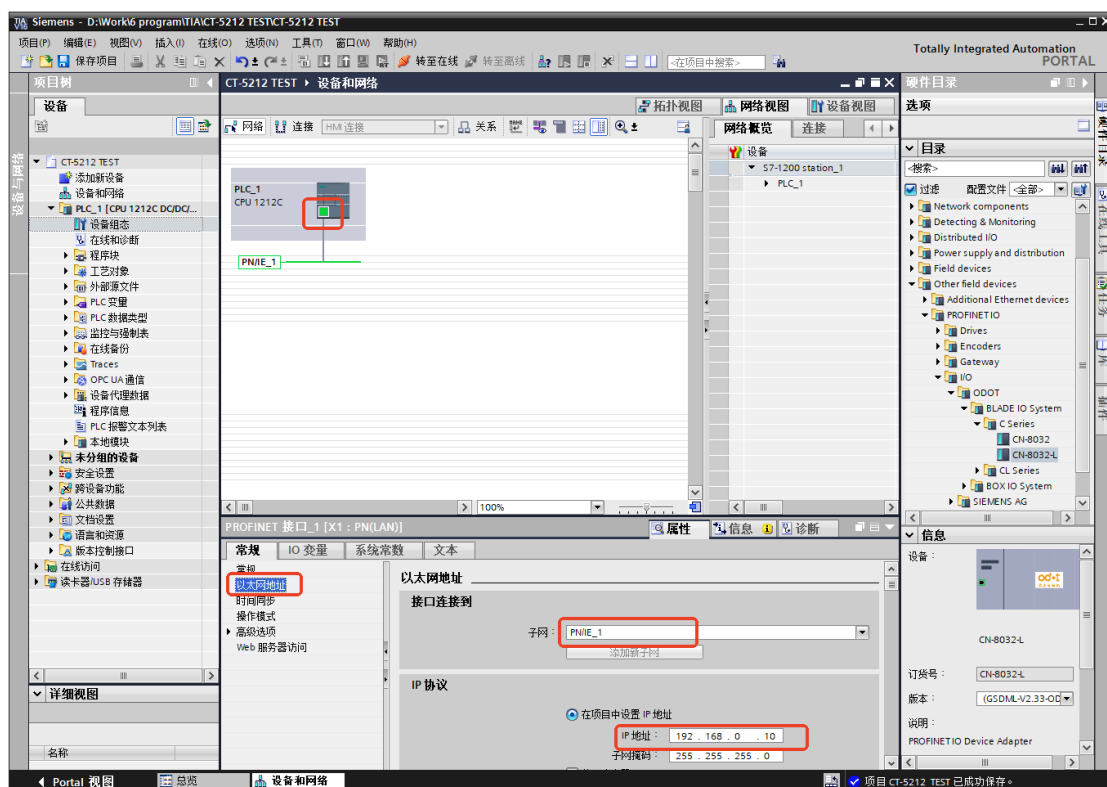 Siemens - D:\Work\6 program\TIA\CT-5212 TEST\CT-5212 TEST
项目(P) 编辑(E) 视图(V) 插入(I) 在线(O) 选项(N) 工具(T) 窗口(W) 帮助(H)
Totally Integrated Automation
PORTAL
保存项目 转至在线 转至离线 <在项目中搜索>
项目树
CT-5212 TEST 设备和网络
硬件目录
设备
拓扑视图 网络视图 设备视图
选项
网络 连接 HMI 连接 关系
网络概览 连接
CT-5212 TEST
添加新设备
设备和网络
PLC_1 [CPU 1212C DC/DC/...
设备组态
在线和诊断
程序块
工艺对象
外部源文件
PLC 变量
PLC 数据类型
监控与强制表
在线备份
Traces
OPC UA 通信
设备代理数据
程序信息
PLC 报警文本列表
本地模块
未分组的设备
安全设置
跨设备功能
公共数据
文档设置
语言和资源
版本控制接口
在线访问
读卡器/USB 存储器
详细视图
名称
设备与网络
PLC_1
CPU 1212C
PN/IE_1
100%
设备
S7-1200 station_1
PLC_1
目录
<搜索>
过滤 配置文件 <全部>
Network components
Detecting & Monitoring
Distributed I/O
Power supply and distribution
Field devices
Other field devices
Additional Ethernet devices
PROFINET IO
Drives
Encoders
Gateway
I/O
ODOT
BLADE IO System
C Series
CN-8032
CN-8032-L
CL Series
BOX IO System
SIEMENS AG
硬件目录
在线工具
任务
库
插件
PROFINET 接口_1 [X1 : PN(LAN)]
属性 信息 诊断
常规 IO 变量 系统常数 文本
常规
以太网地址
时间同步
操作模式
高级选项
Web 服务器访问
以太网地址
接口连接到
子网： PN/IE_1
添加新子网
IP 协议
在项目中设置 IP 地址
IP 地址： 192 . 168 . 0 . 10
子网掩码： 255 . 255 . 255 . 0
信息
设备：
odot
CN-8032-L
订货号： CN-8032-L
版本： (GSDML-V2.33-OD
说明：
PROFINET IO Device Adapter
Portal 视图 总览 设备和网络
项目 CT-5212 TEST 已成功保存。